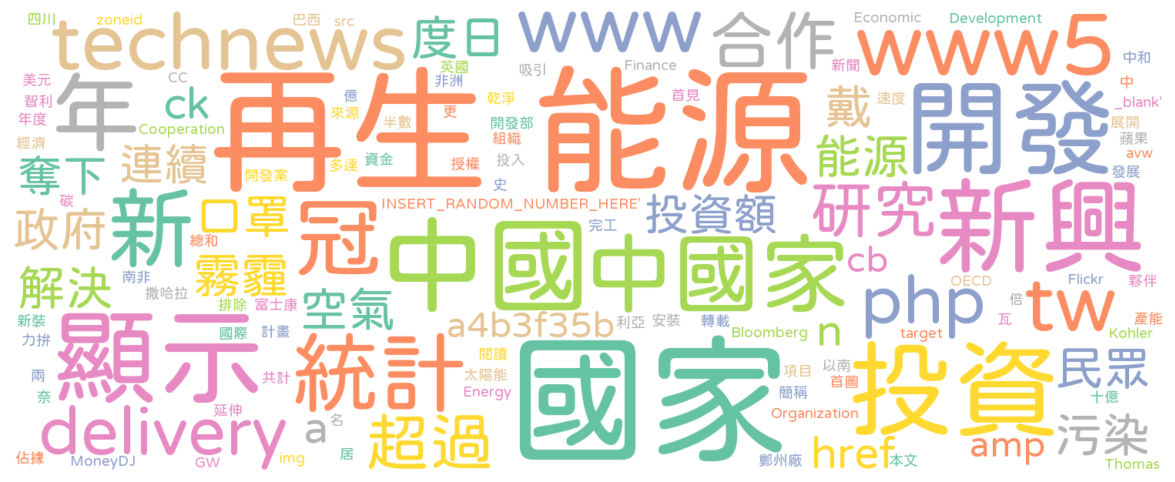 四川 zoneid 巴西 src 度日 www 合作 Economic Development www5 中和
technews 英國 吸引 Finance 新聞
美元 年 CC 非洲 億 首見 戴 速度 開發 中 _blank'
智利 ck 再生 來源 更 乾淨 能源 展開
年度 Cooperation 半數 開發部 蘋果
經濟 連續 組織 能源 avw
奪下 開發案 多達 資金 授權 投入 發展
碳 新 口罩 冠 史 INSERT_RANDOM_NUMBER_HERE' 投資額 研究 新興
政府 總和 中國 完工 中 國家
解決 南非 霧霾 cb OECD Flickr 夥伴
撒哈拉 排除 富士康 空氣 php tw
新裝 國際 計畫 a4b3f35b 利亞 安裝 轉載 n 倍 瓦 產能
力拚 顯示 Bloomberg target Kohler
兩 共計 統計 閱讀 國家 以南 投資 民眾
奈 太陽能 項目 首圖
Energy 簡稱 十億
delivery 延伸 a 名 超過 Organization 污染
居 href amp
佔據 MoneyDJ GW img 鄭州廠 本文 Thomas